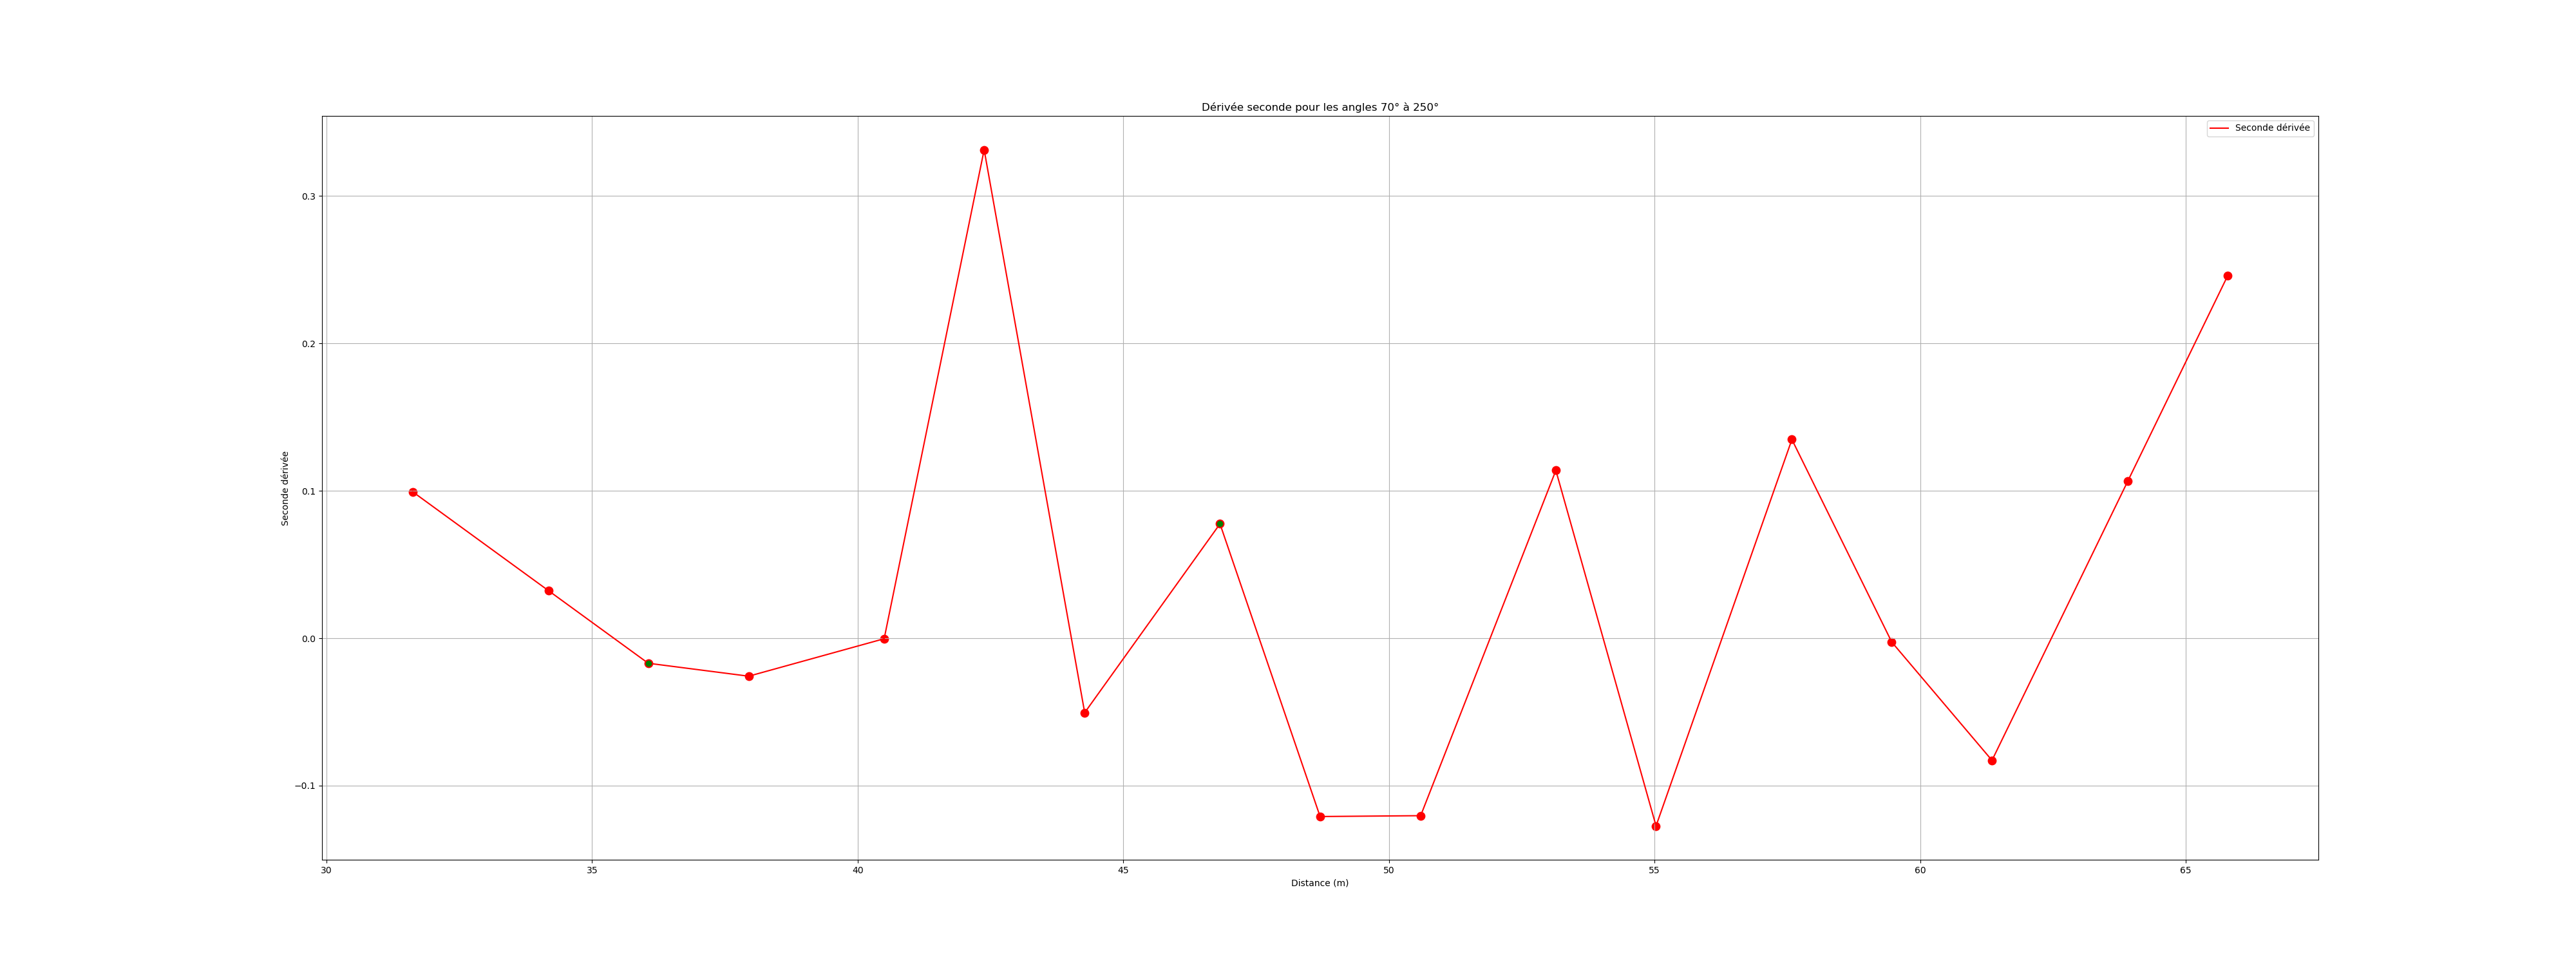 Dérivée seconde pour les angles 70° à 250°
Seconde dérivée
0.3
0.2
0.1
0.0
−0.1
Seconde dérivée
30 35 40 45 50 55 60 65
Distance (m)